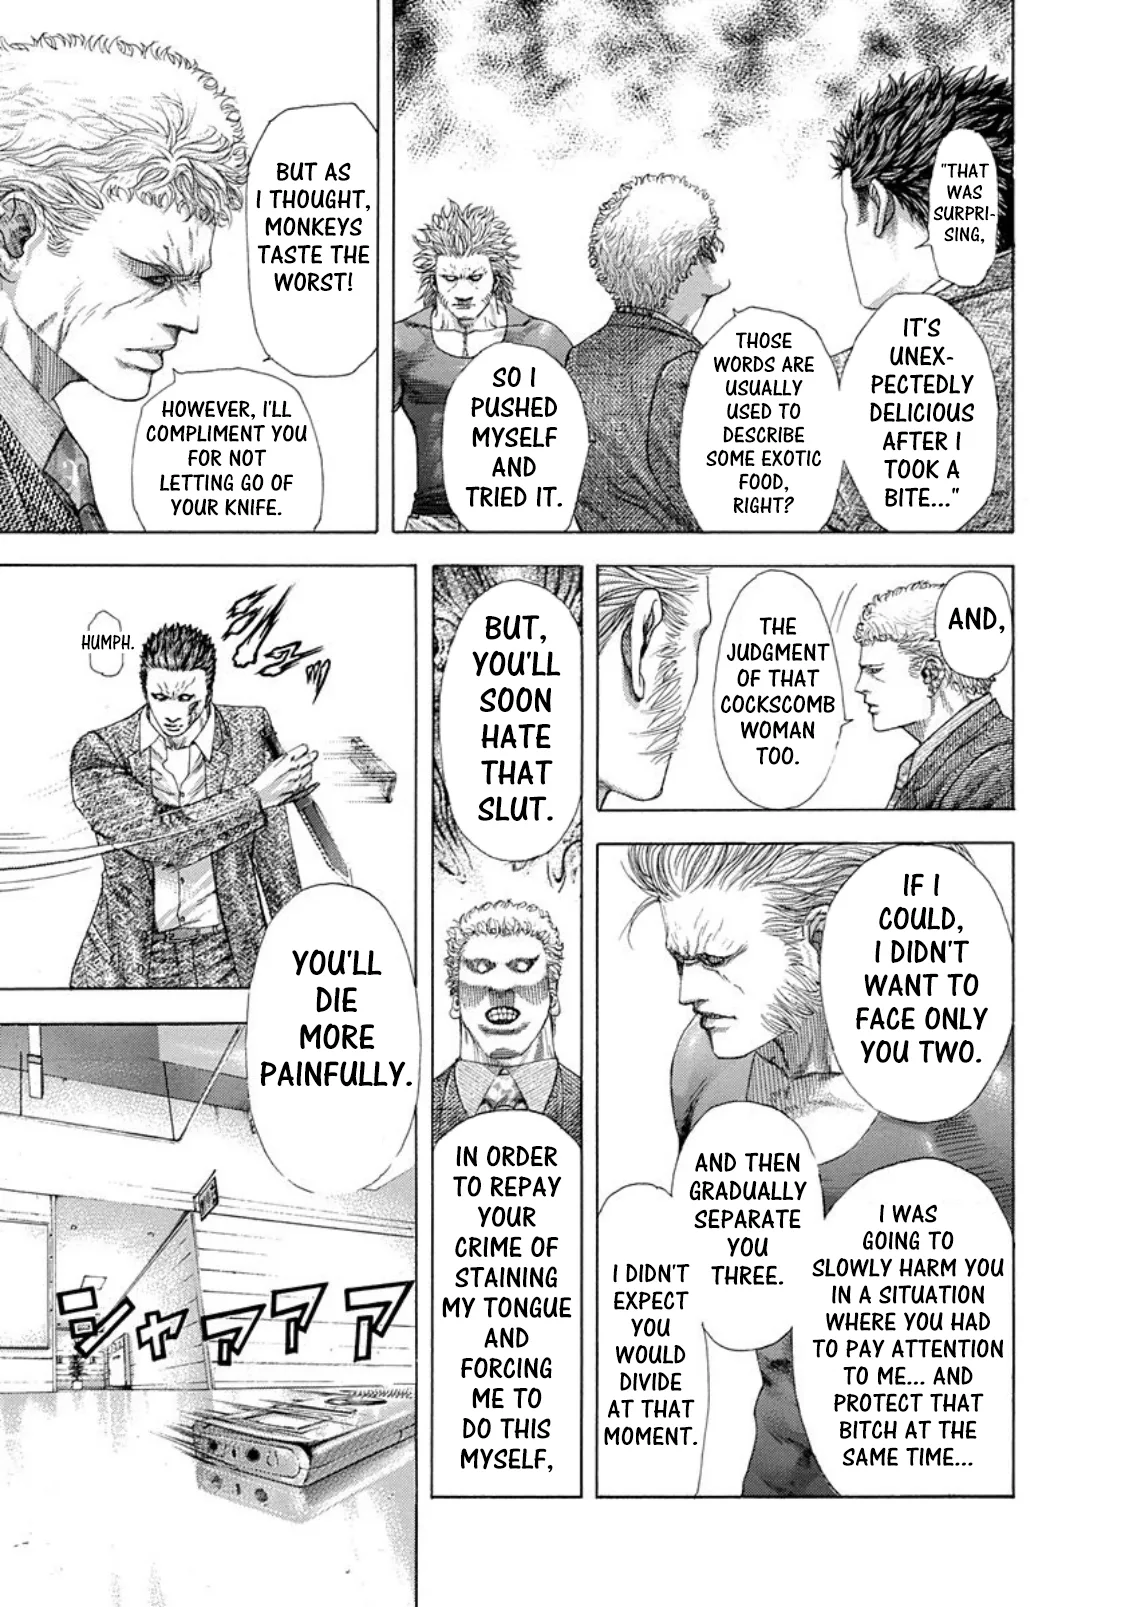 "THAT
WAS
SURPRI-
SING,
IT'S
UNEX-
PECTEDLY
DELICIOUS
AFTER I
TOOK A
BITE..."
THOSE
WORDS ARE
USUALLY
USED TO
DESCRIBE
SOME EXOTIC
FOOD,
RIGHT?
SO I
PUSHED
MYSELF
AND
TRIED IT.
BUT AS
I THOUGHT,
MONKEYS
TASTE THE
WORST!
HOWEVER, I'LL
COMPLIMENT YOU
FOR NOT
LETTING GO OF
YOUR KNIFE.
AND,
THE
JUDGMENT
OF THAT
COCKSCOMB
WOMAN
TOO.
IF I
COULD,
I DIDN'T
WANT TO
FACE ONLY
YOU TWO.
I WAS
GOING TO
SLOWLY HARM YOU
IN A SITUATION
WHERE YOU HAD
TO PAY ATTENTION
TO ME... AND
PROTECT THAT
BITCH AT THE
SAME TIME...
AND THEN
GRADUALLY
SEPARATE
YOU
THREE.
I DIDN'T
EXPECT
YOU
WOULD
DIVIDE
AT THAT
MOMENT.
BUT,
YOU'LL
SOON
HATE
THAT
SLUT.
IN ORDER
TO REPAY
YOUR
CRIME OF
STAINING
MY TONGUE
AND
FORCING
ME TO
DO THIS
MYSELF,
HUMPH.
YOU'LL
DIE
MORE
PAINFULLY.
シャアアア